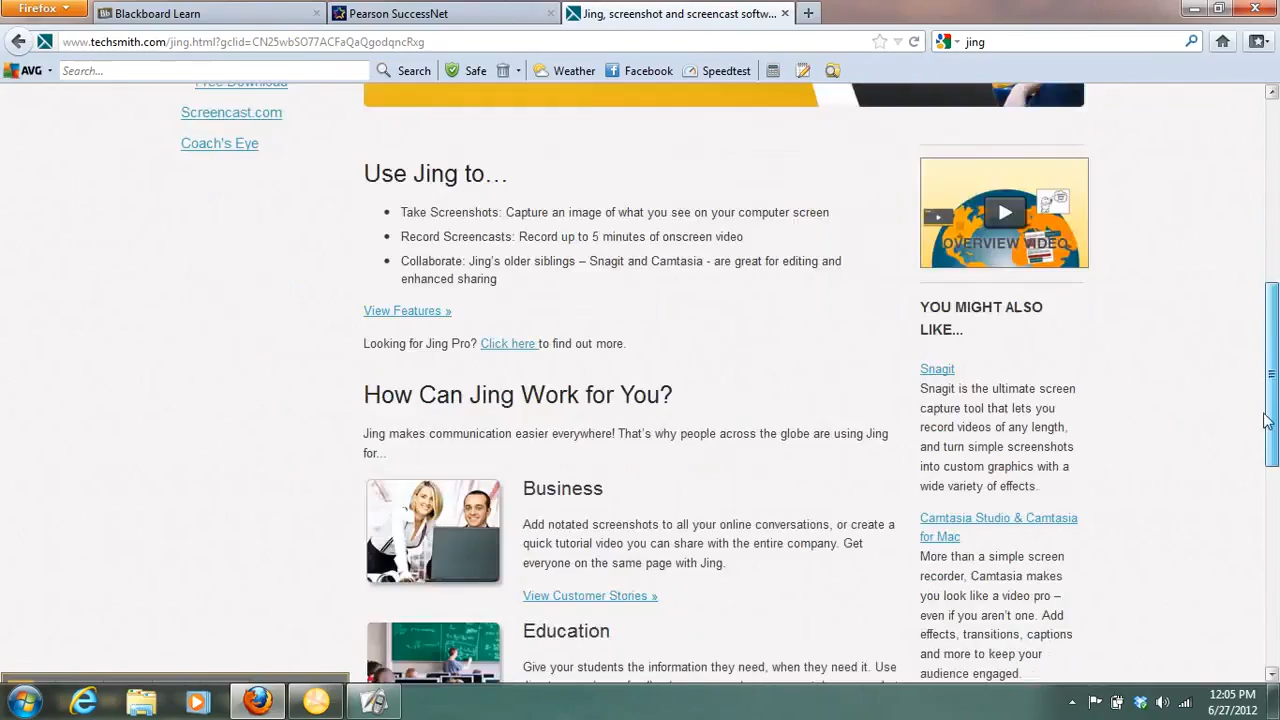 Firefox
Blackboard Learn
Pearson SuccessNet
Jing, screenshot and screencast softw...
www.techsmith.com/jing.html?gclid=CN25wbSO77ACFaQaQgodqncRxg
jing
AVG
Search...
Search
Safe
Weather
Facebook
Speedtest
Free Download
Screencast.com
Coach's Eye
Use Jing to…
Take Screenshots: Capture an image of what you see on your computer screen
Record Screencasts: Record up to 5 minutes of onscreen video
Collaborate: Jing's older siblings – Snagit and Camtasia - are great for editing and
enhanced sharing
View Features »
Looking for Jing Pro? Click here to find out more.
How Can Jing Work for You?
Jing makes communication easier everywhere! That's why people across the globe are using Jing
for...
Business
Add notated screenshots to all your online conversations, or create a
quick tutorial video you can share with the entire company. Get
everyone on the same page with Jing.
View Customer Stories »
Education
Give your students the information they need, when they need it. Use
OVERVIEW VIDEO
YOU MIGHT ALSO
LIKE...
Snagit
Snagit is the ultimate screen
capture tool that lets you
record videos of any length,
and turn simple screenshots
into custom graphics with a
wide variety of effects.
Camtasia Studio & Camtasia
for Mac
More than a simple screen
recorder, Camtasia makes
you look like a video pro –
even if you aren't one. Add
effects, transitions, captions
and more to keep your
audience engaged.
12:05 PM
6/27/2012